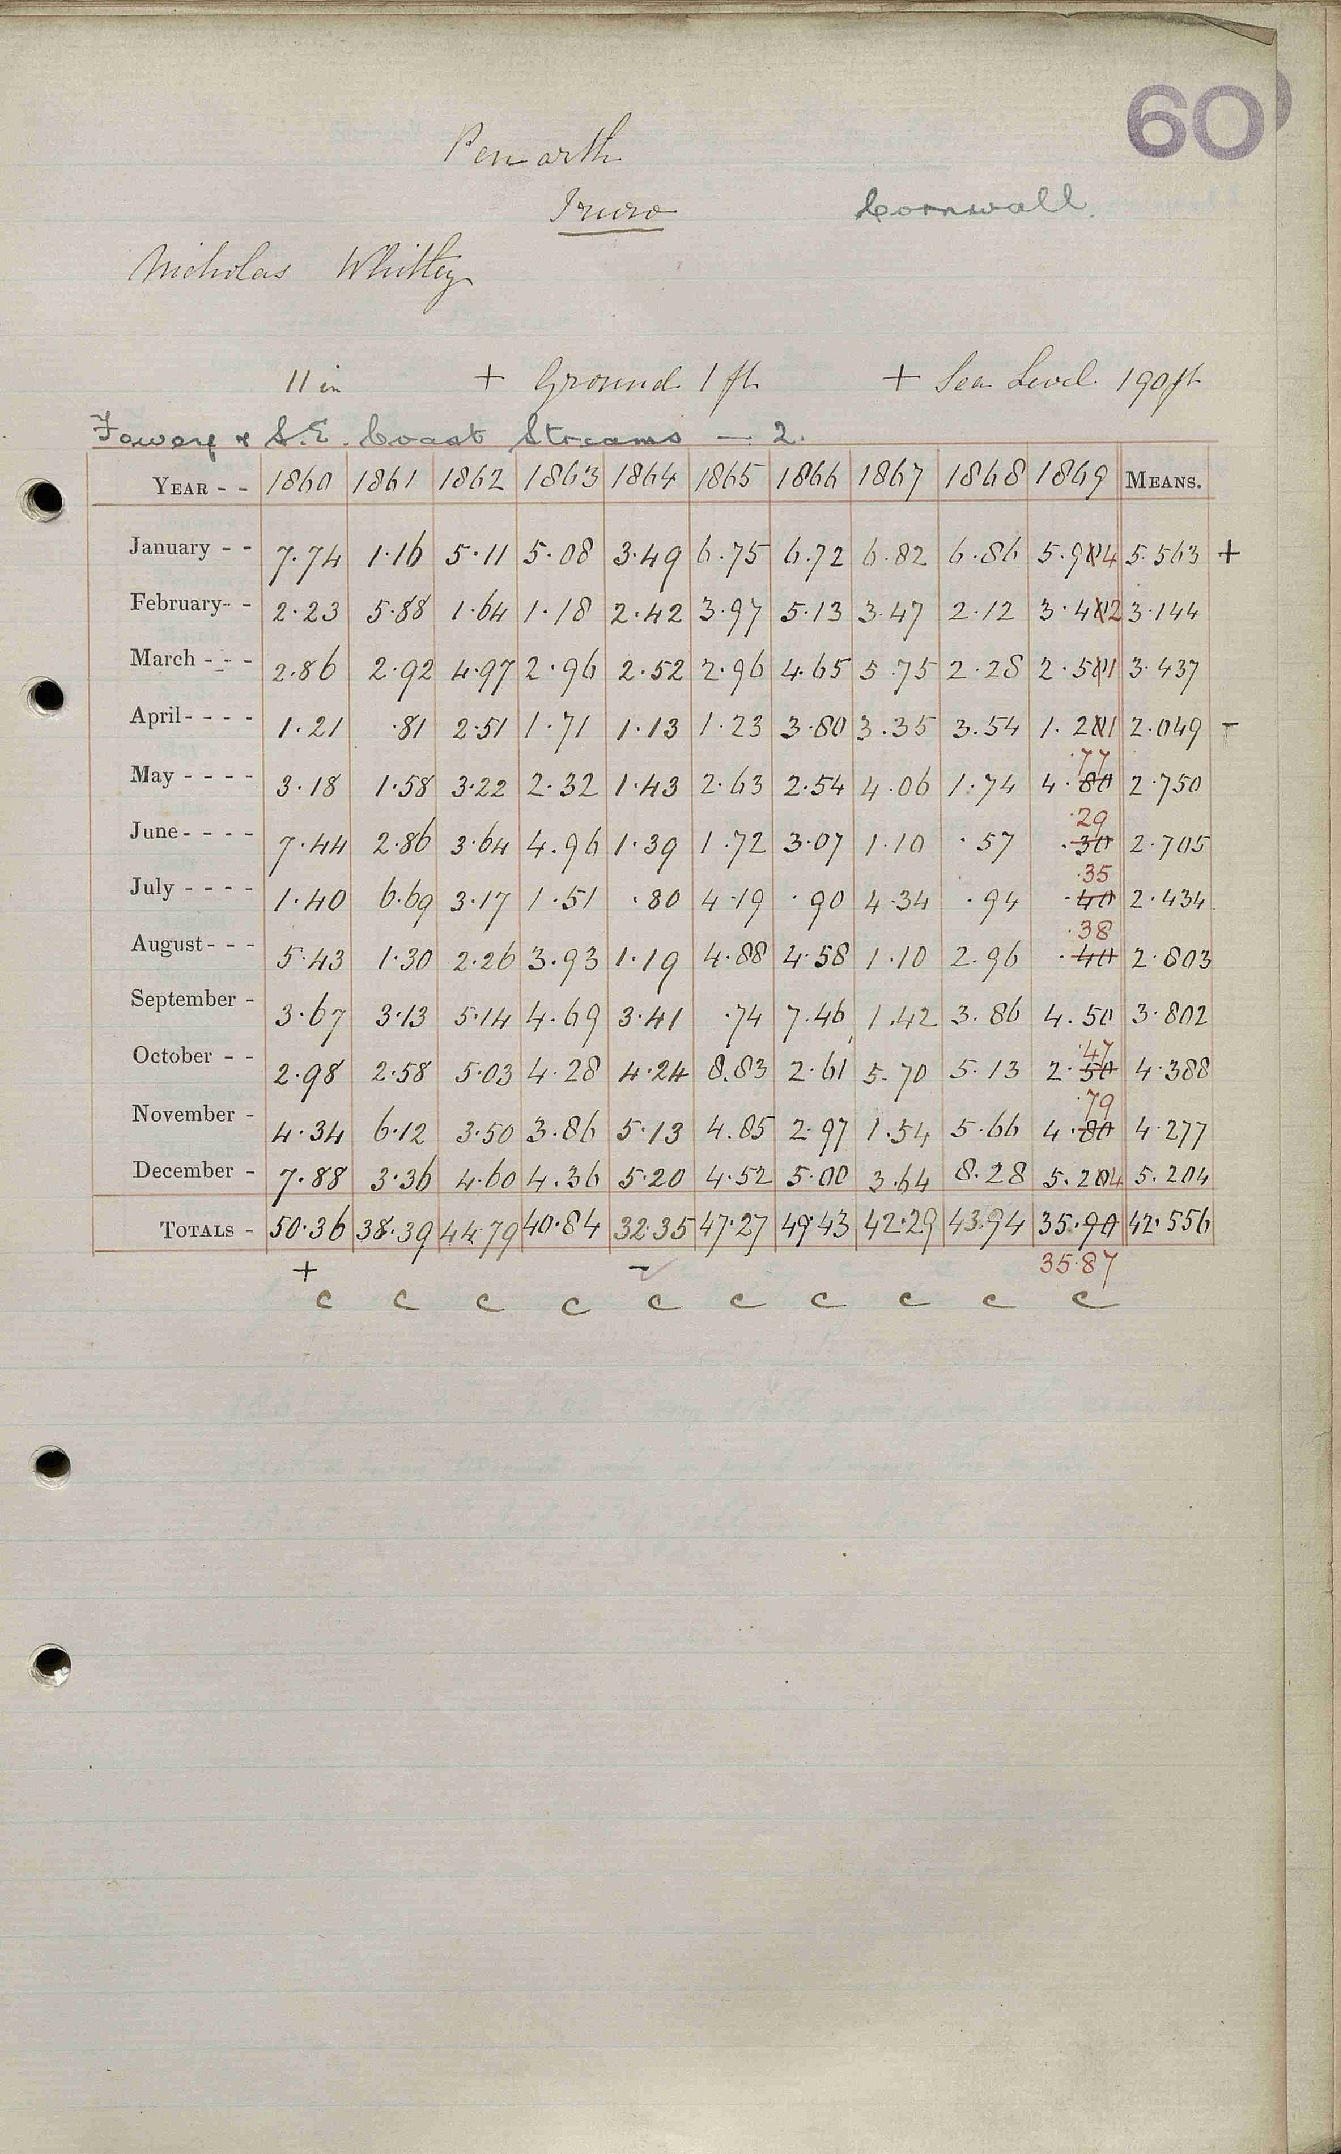 60
Penarth
Truro
Cornwall.
Nicholas Whitley
11 in + Ground 1 ft + Sea Level 190 ft
Fowey & S.E. Coast Streams — 2.
YEAR - - 1860 1861 1862 1863 1864 1865 1866 1867 1868 1869 MEANS.
January - - 7.74 1.16 5.11 5.08 3.49 6.75 6.72 6.82 6.86 5.904 5.563 +
February - - 2.23 5.88 1.64 1.18 2.42 3.97 5.13 3.47 2.12 3.402 3.144
March - - - 2.86 2.92 4.97 2.96 2.52 2.96 4.65 5.75 2.28 2.501 3.437
April - - - - 1.21 .81 2.51 1.71 1.13 1.23 3.80 3.35 3.54 1.201 2.049 -
May - - - - 3.18 1.58 3.22 2.32 1.43 2.63 2.54 4.06 1.74 4.80 .77 2.750
June - - - - 7.44 2.86 3.64 4.96 1.39 1.72 3.07 1.10 .57 .30 .29 2.705
July - - - - 1.40 6.69 3.17 1.51 .80 4.19 .90 4.34 .94 .40 .35 2.434
August - - - 5.43 1.30 2.26 3.93 1.19 4.88 4.58 1.10 2.96 .40 .38 2.803
September - 3.67 3.13 5.14 4.69 3.41 .74 7.46 1.42 3.86 4.50 3.802
October - - 2.98 2.58 5.03 4.28 4.24 8.83 2.61 5.70 5.13 2.50 .47 4.388
November - 4.34 6.12 3.50 3.86 5.13 4.85 2.97 1.54 5.66 4.80 .79 4.277
December - 7.88 3.36 4.60 4.36 5.20 4.52 5.00 3.64 8.28 5.204 5.204
TOTALS - 50.36 38.39 44.79 40.84 32.35 47.27 49.43 42.29 43.94 35.90 42.556
+ - 35.87
c c c c c c c c c c